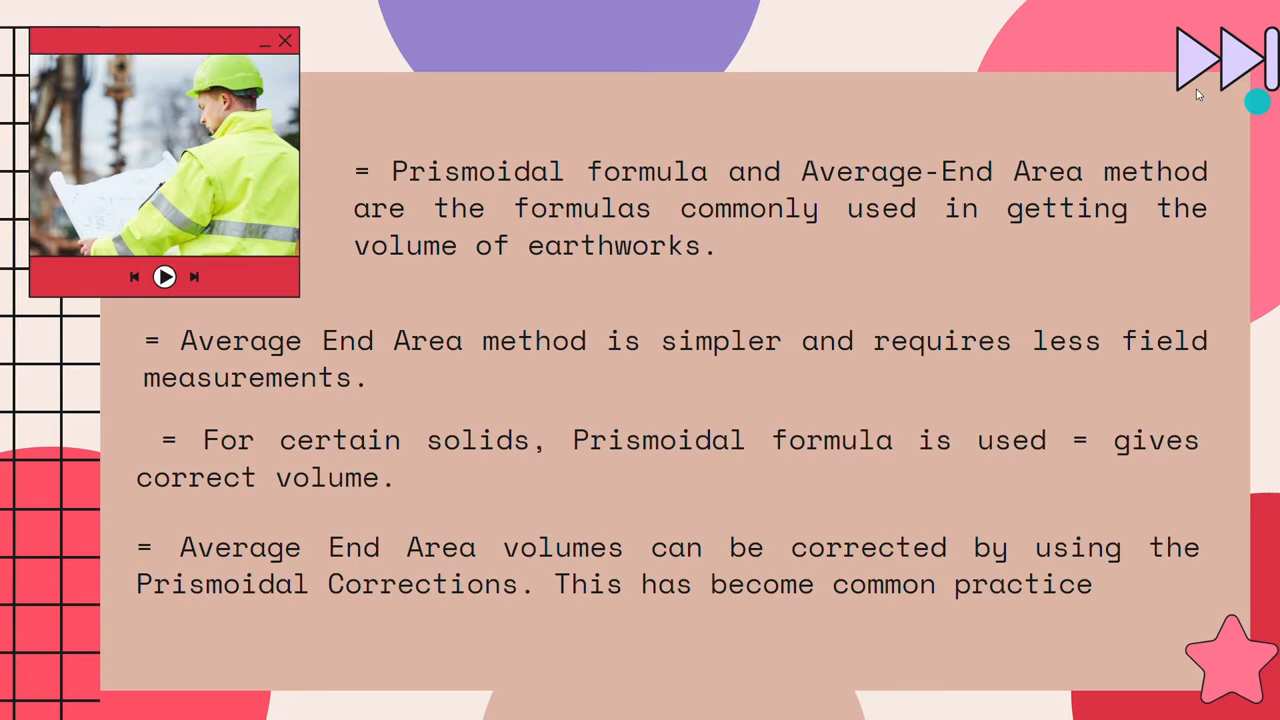 = Prismoidal formula and Average-End Area method
are the formulas commonly used in getting the
volume of earthworks.
= Average End Area method is simpler and requires less field
measurements.
= For certain solids, Prismoidal formula is used = gives
correct volume.
= Average End Area volumes can be corrected by using the
Prismoidal Corrections. This has become common practice